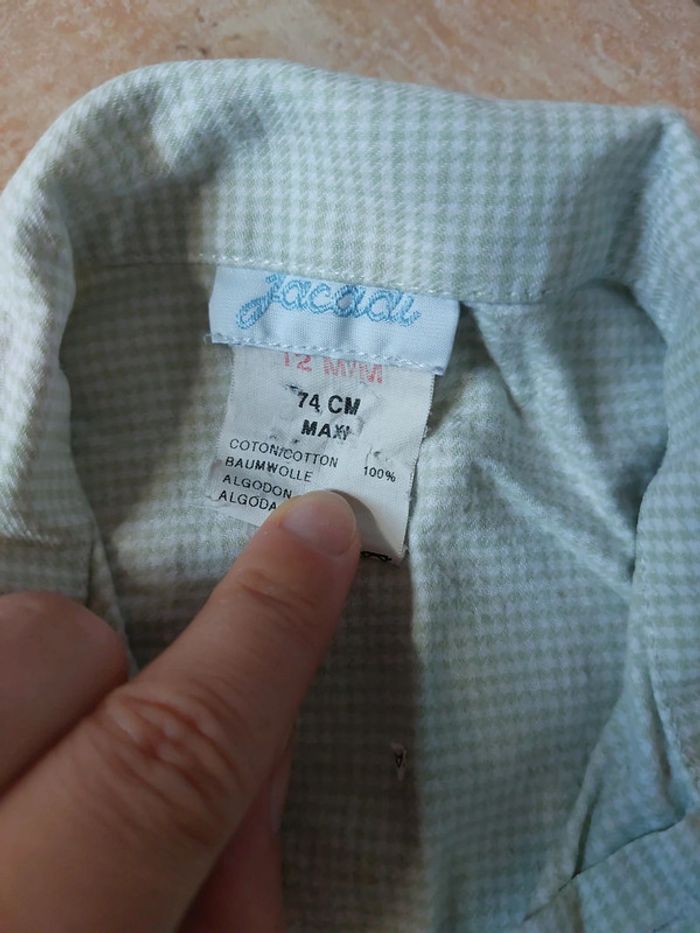 jacadi
12 M/M
74 CM
MAXI
COTON/COTTON
BAUMWOLLE 100%
ALGODON